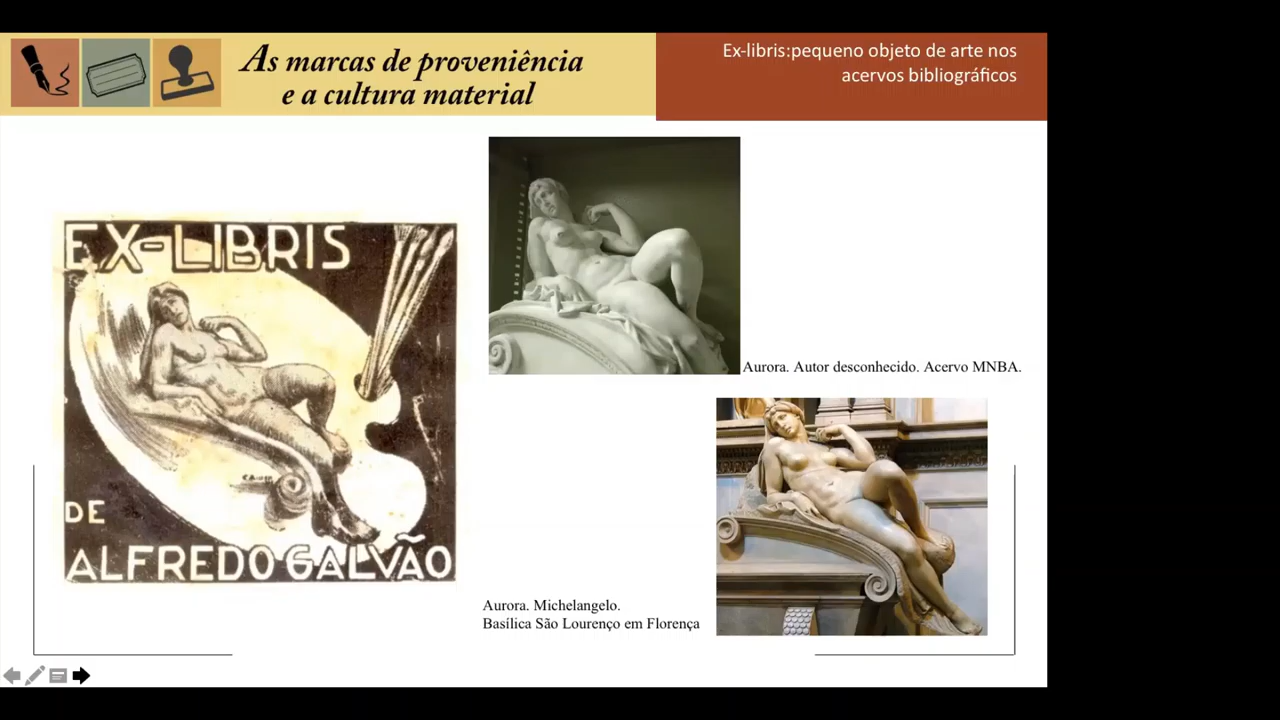 As marcas de proveniência
e a cultura material
Ex-libris:pequeno objeto de arte nos
acervos bibliográficos
EX-LIBRIS
DE
ALFREDO GALVÃO
Aurora. Autor desconhecido. Acervo MNBA.
Aurora. Michelangelo.
Basílica São Lourenço em Florença